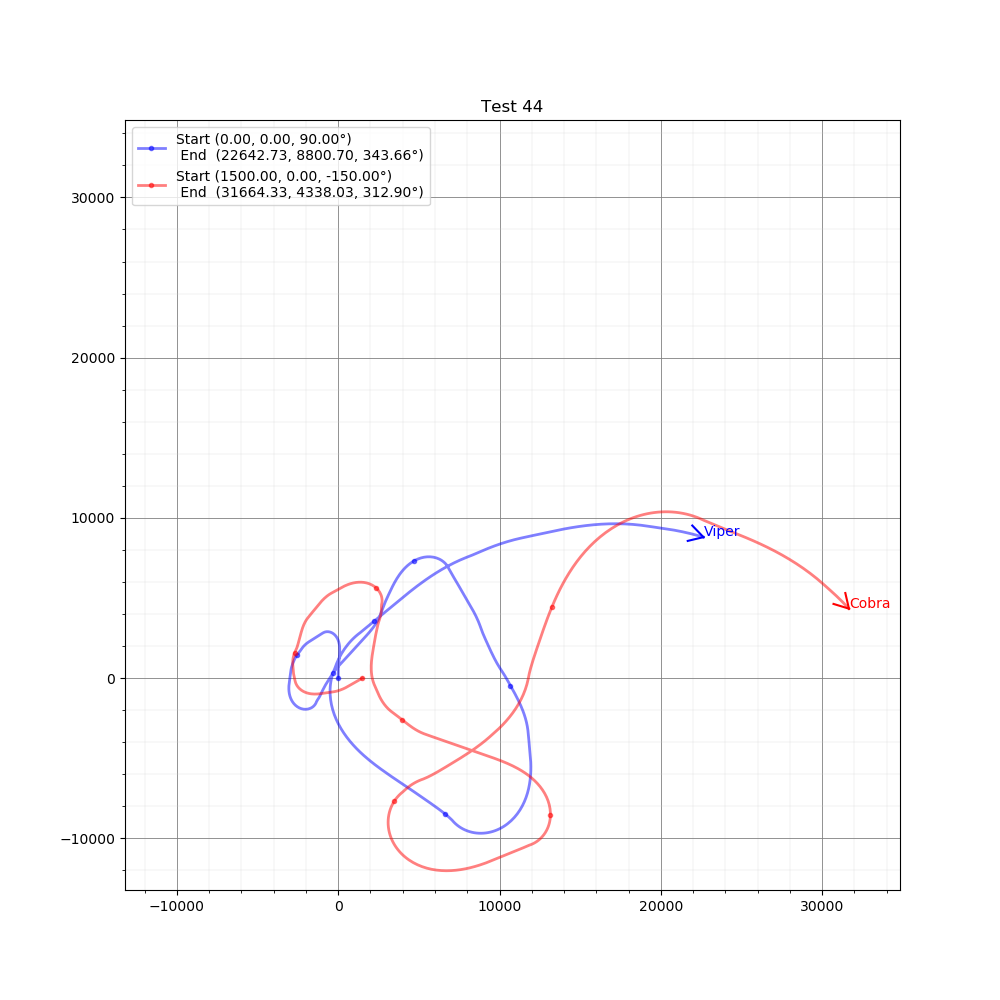 Test 44
Start (0.00, 0.00, 90.00°)
End (22642.73, 8800.70, 343.66°)
Start (1500.00, 0.00, -150.00°)
End (31664.33, 4338.03, 312.90°)
30000
20000
10000
0
−10000
Viper
Cobra
−10000
0
10000
20000
30000